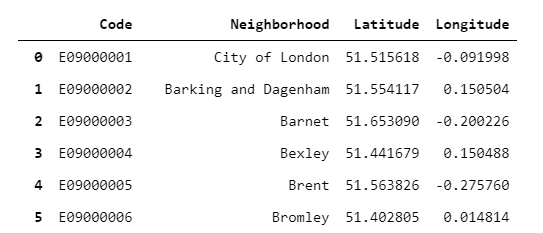 Code Neighborhood Latitude Longitude
0 E09000001 City of London 51.515618 -0.091998
1 E09000002 Barking and Dagenham 51.554117 0.150504
2 E09000003 Barnet 51.653090 -0.200226
3 E09000004 Bexley 51.441679 0.150488
4 E09000005 Brent 51.563826 -0.275760
5 E09000006 Bromley 51.402805 0.014814